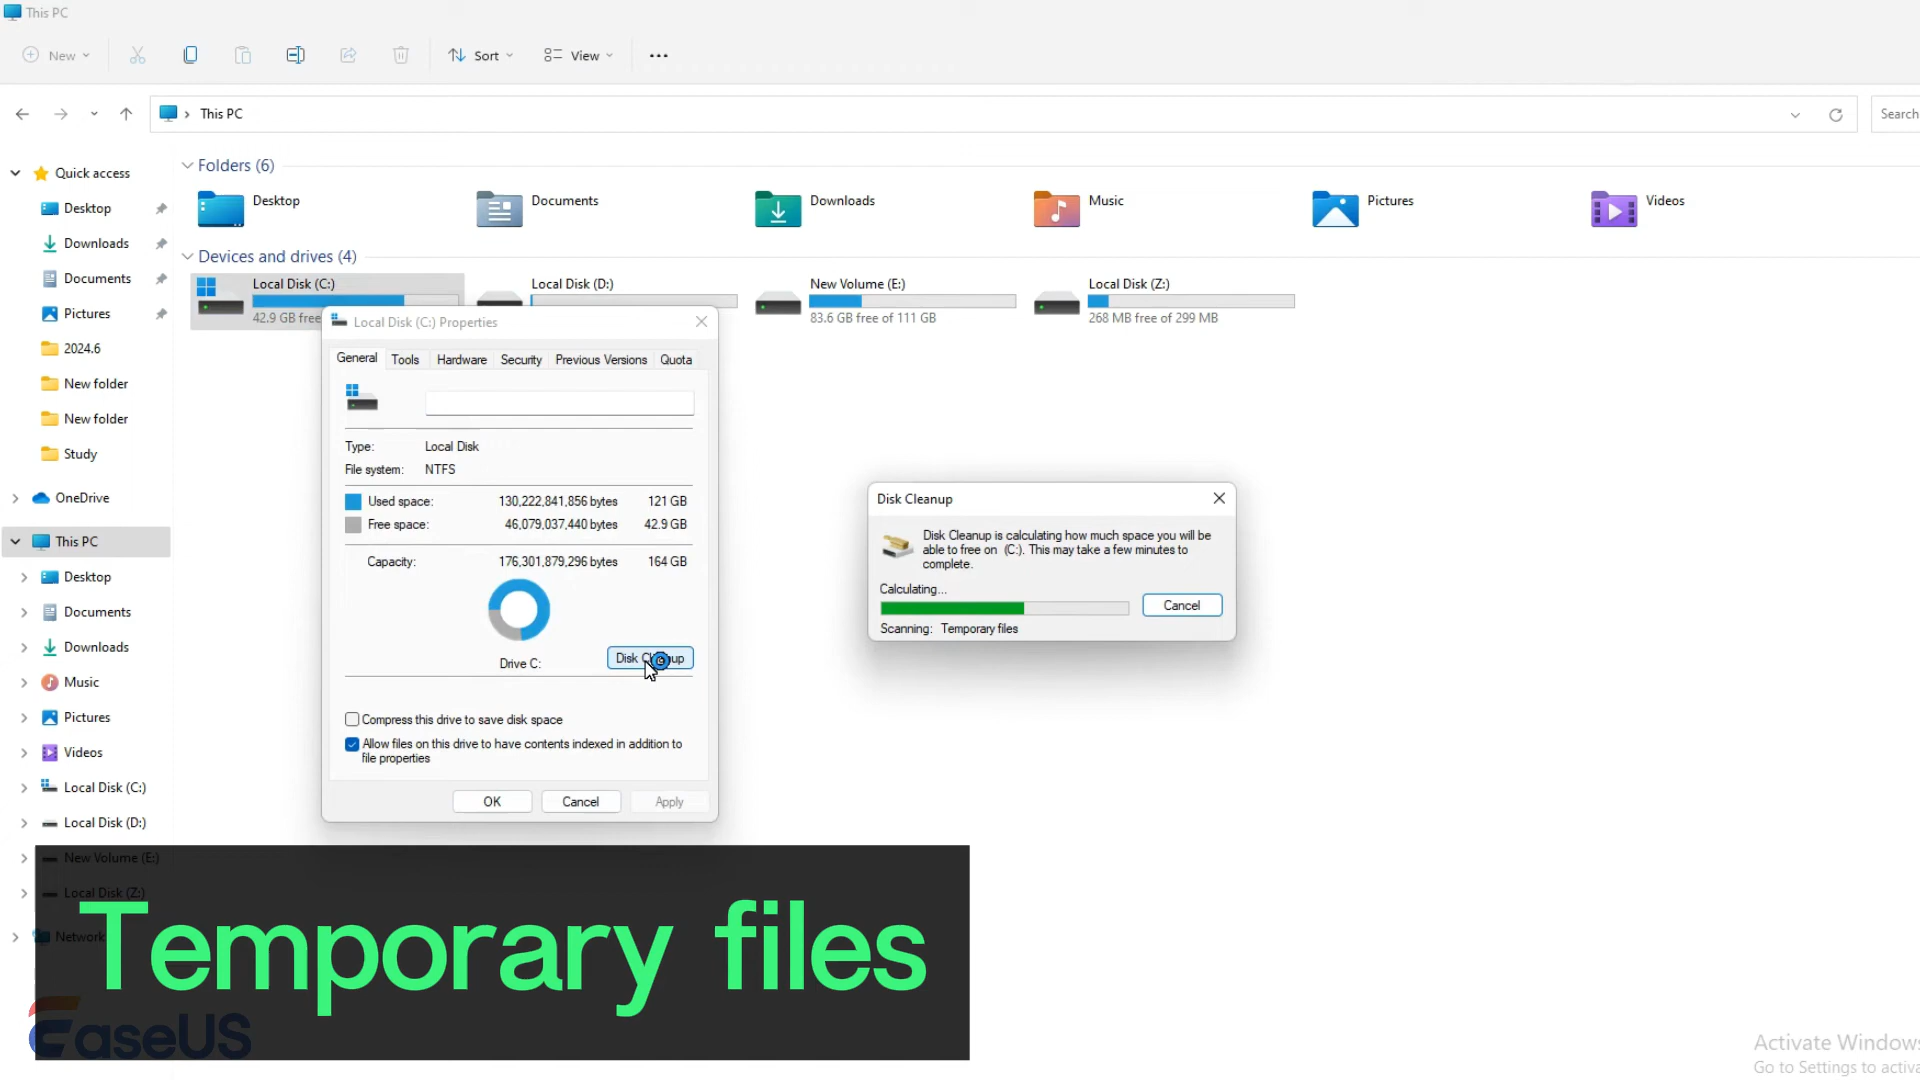 This PC
New
Sort
View
This PC
Search
Quick access
Desktop
Downloads
Documents
Pictures
2024.6
New folder
New folder
Study
OneDrive
This PC
Desktop
Documents
Downloads
Music
Pictures
Videos
Local Disk (C:)
Local Disk (D:)
New Volume (E:)
Local Disk (Z:)
Network
Folders (6)
Desktop
Documents
Downloads
Music
Pictures
Videos
Devices and drives (4)
Local Disk (C:)
42.9 GB free
Local Disk (D:)
New Volume (E:)
83.6 GB free of 111 GB
Local Disk (Z:)
268 MB free of 299 MB
Local Disk (C:) Properties
General Tools Hardware Security Previous Versions Quota
Type: Local Disk
File system: NTFS
Used space: 130,222,841,856 bytes 121 GB
Free space: 46,079,037,440 bytes 42.9 GB
Capacity: 176,301,879,296 bytes 164 GB
Drive C:
Disk Cleanup
Compress this drive to save disk space
Allow files on this drive to have contents indexed in addition to
file properties
OK Cancel Apply
Disk Cleanup
Disk Cleanup is calculating how much space you will be
able to free on (C:). This may take a few minutes to
complete.
Calculating...
Cancel
Scanning: Temporary files
Temporary files
EaseUS
Activate Windows
Go to Settings to activa